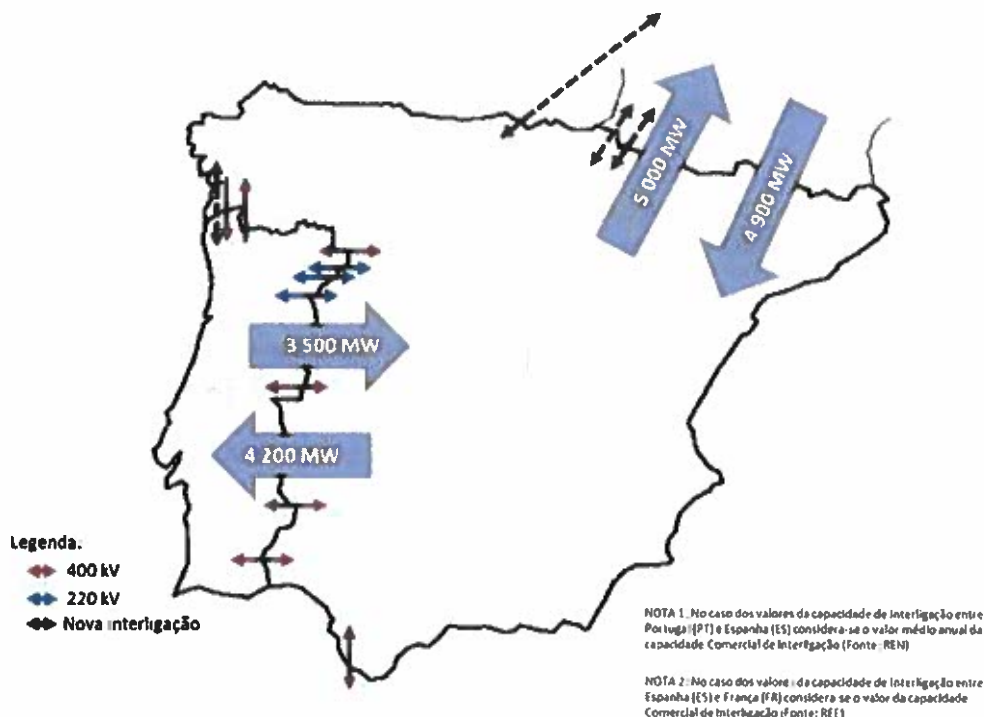 5 000 MW
4 900 MW
3 500 MW
4 200 MW
Legenda:
400 kV
220 kV
Nova interligação
NOTA 1: No caso dos valores da capacidade de interligação entre
Portugal (PT) e Espanha (ES) considera-se o valor médio anual da
capacidade Comercial de Interligação (Fonte: REN)
NOTA 2: No caso dos valores da capacidade de interligação entre
Espanha (ES) e França (FR) considera-se o valor da capacidade
Comercial de Interligação (Fonte: REE)